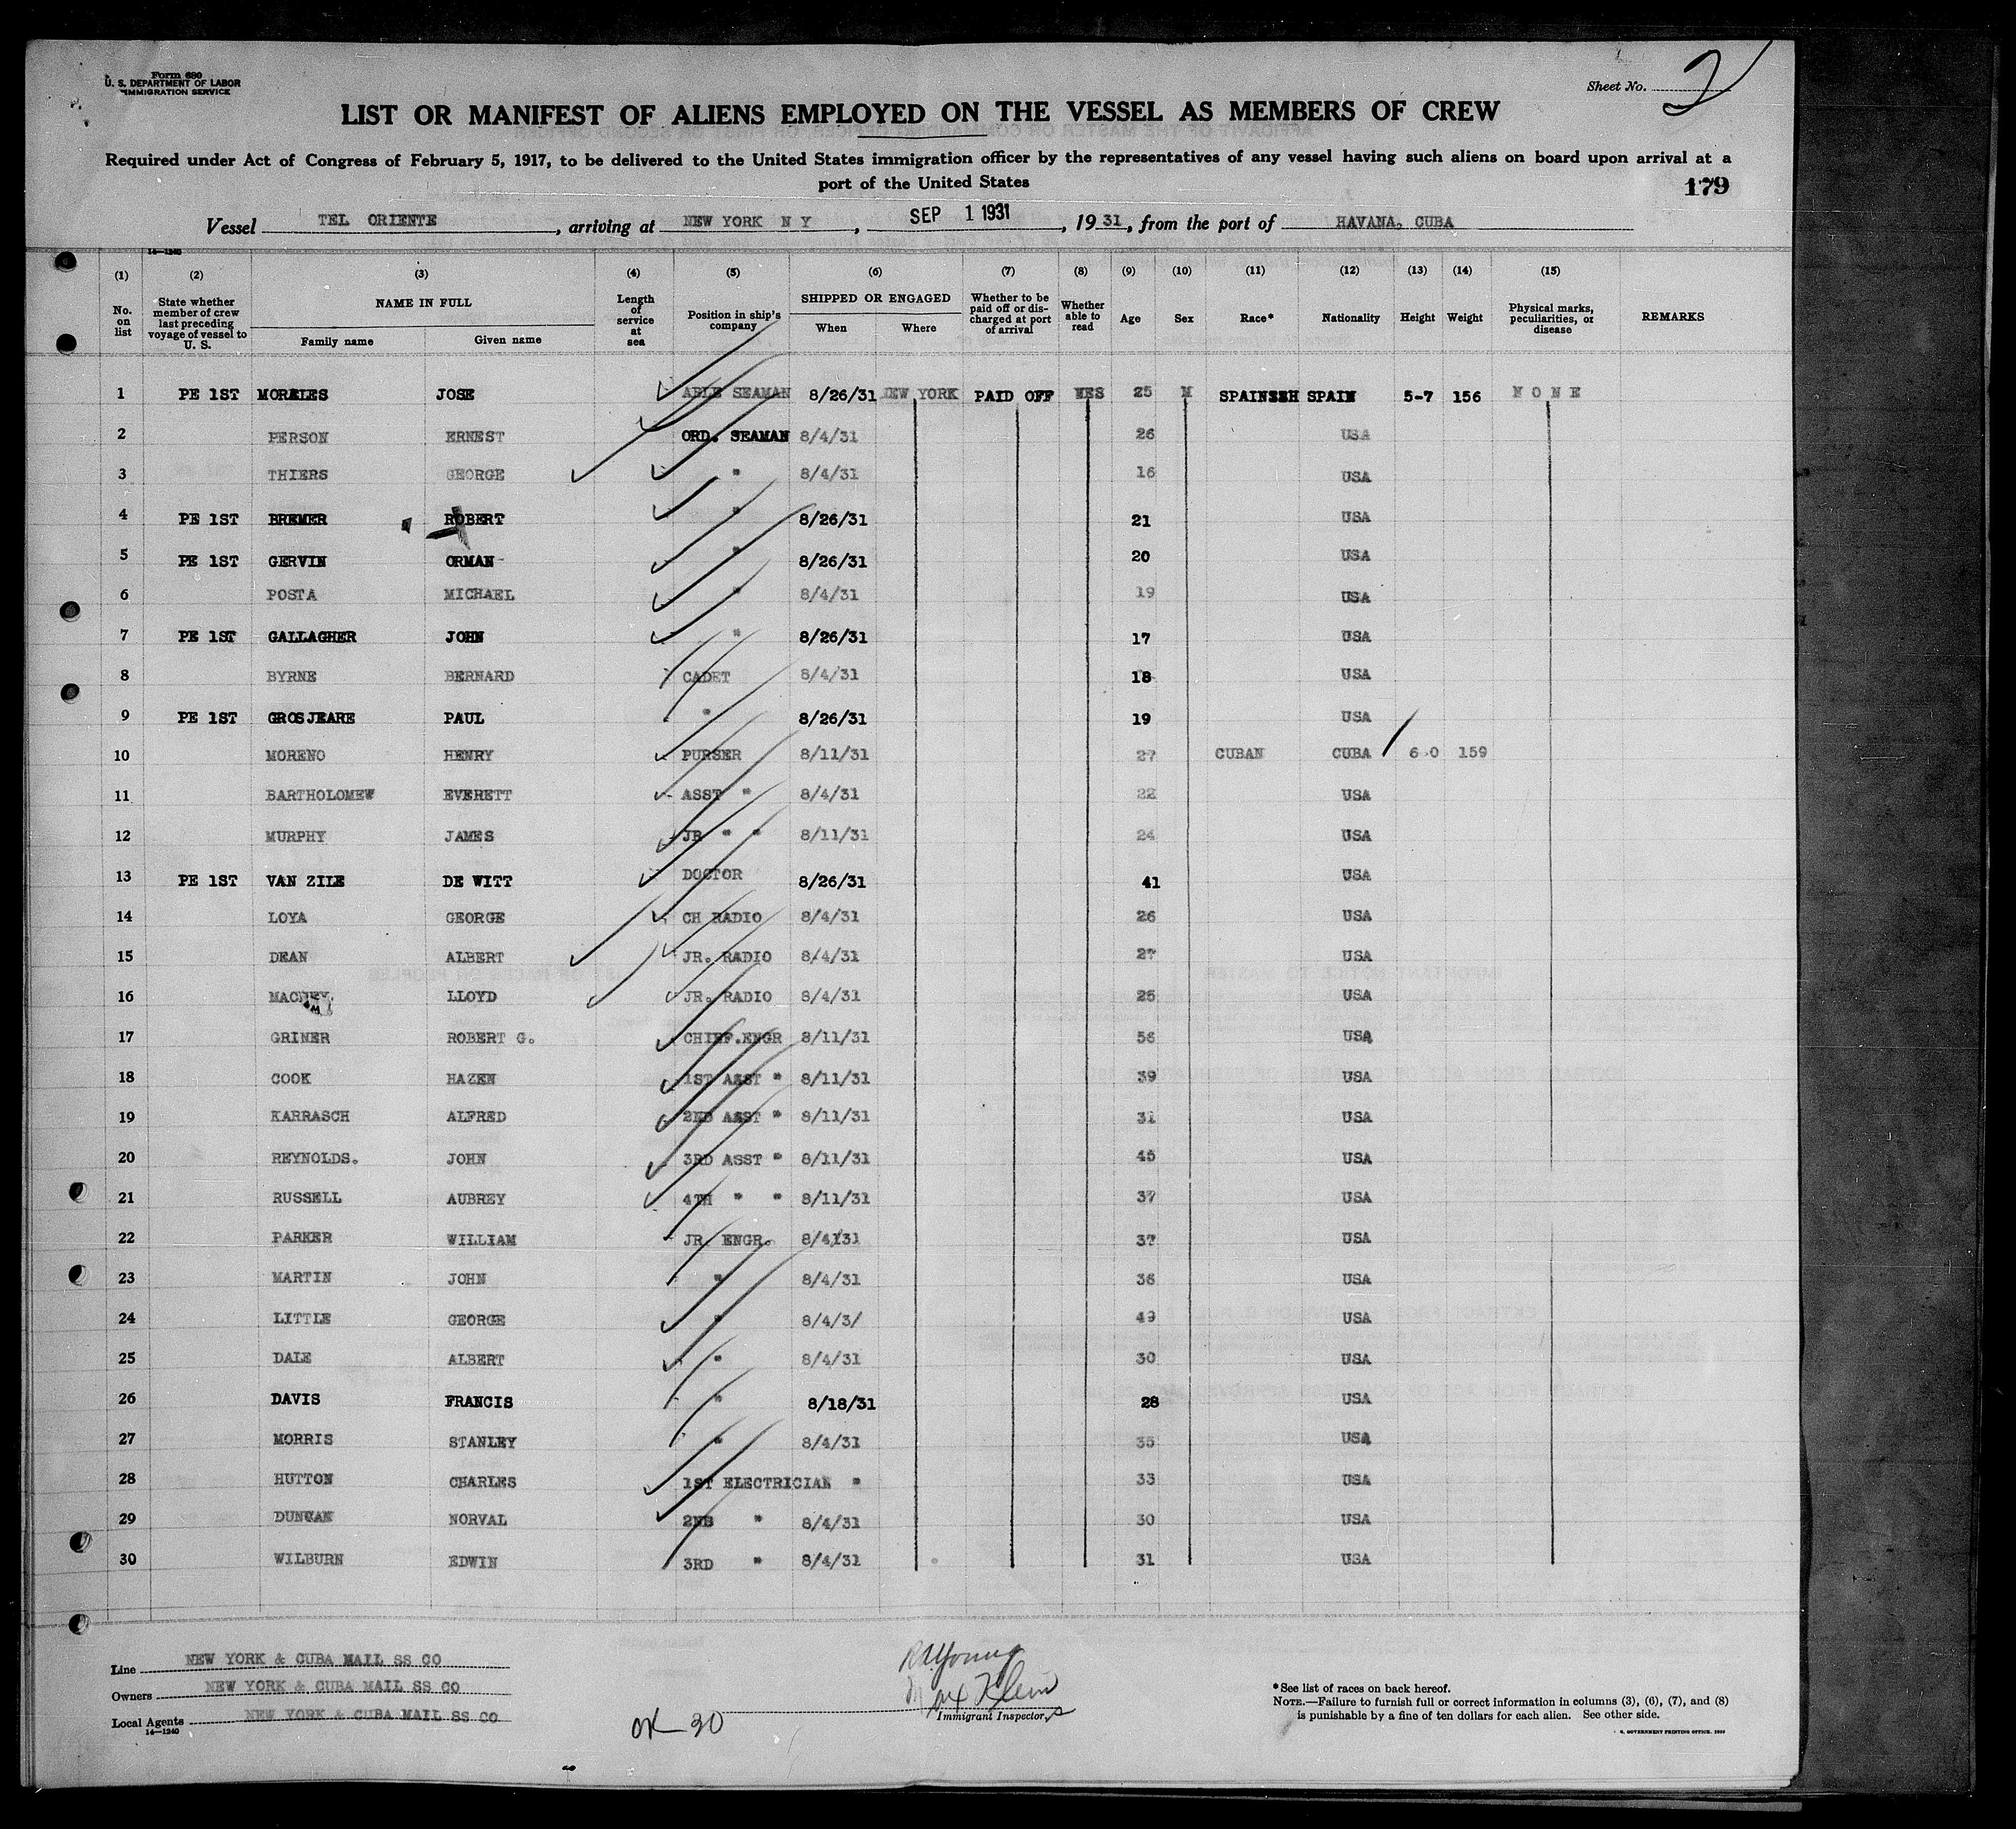 Form 680
U. S. DEPARTMENT OF LABOR
IMMIGRATION SERVICE
Sheet No. 2
LIST OR MANIFEST OF ALIENS EMPLOYED ON THE VESSEL AS MEMBERS OF CREW
Required under Act of Congress of February 5, 1917, to be delivered to the United States immigration officer by the representatives of any vessel having such aliens on board upon arrival at a
port of the United States
179
Vessel TEL ORIENTE, arriving at NEW YORK N Y, SEP 1 1931, 1931, from the port of HAVANA, CUBA
14—1240
(1) (2) (3) (4) (5) (6) (7) (8) (9) (10) (11) (12) (13) (14) (15)
No. on list State whether member of crew last preceding voyage of vessel to U. S. NAME IN FULL Family name Given name Length of service at sea Position in ship's company SHIPPED OR ENGAGED When Where Whether to be paid off or discharged at port of arrival Whether able to read Age Sex Race* Nationality Height Weight Physical marks, peculiarities, or disease REMARKS
1 PE 1ST MORALES JOSE ABLE SEAMAN 8/26/31 NEW YORK PAID OFF YES 25 M SPAINISH SPAIN 5-7 156 NONE
2 PERSON ERNEST ORD. SEAMAN 8/4/31 26 USA
3 THIERS GEORGE " 8/4/31 16 USA
4 PE 1ST BREMER ROBERT " 8/26/31 21 USA
5 PE 1ST GERVIN ORMAN " 8/26/31 20 USA
6 POSTA MICHAEL " 8/4/31 19 USA
7 PE 1ST GALLAGHER JOHN " 8/26/31 17 USA
8 BYRNE BERNARD CADET 8/4/31 18 USA
9 PE 1ST GROSJEARE PAUL " 8/26/31 19 USA
10 MORENO HENRY PURSER 8/11/31 27 CUBAN CUBA 6.0 159
11 BARTHOLOMEW EVERETT ASST " 8/4/31 22 USA
12 MURPHY JAMES JR " " 8/11/31 24 USA
13 PE 1ST VAN ZILE DE WITT DOCTOR 8/26/31 41 USA
14 LOYA GEORGE CH RADIO 8/4/31 26 USA
15 DEAN ALBERT JR. RADIO 8/4/31 27 USA
16 LLOYD JR. RADIO 8/4/31 25 USA
17 GRINER ROBERT G. CHIEF.ENGR 8/11/31 56 USA
18 COOK HAZEN 1ST ASST " 8/11/31 39 USA
19 KARRASCH ALFRED 2ND ASST " 8/11/31 31 USA
20 REYNOLDS. JOHN 3RD ASST " 8/11/31 45 USA
21 RUSSELL AUBREY 4TH " " 8/11/31 37 USA
22 PARKER WILLIAM JR. ENGR. 8/4/31 37 USA
23 MARTIN JOHN " 8/4/31 36 USA
24 LITTLE GEORGE " 8/4/3/ 49 USA
25 DALE ALBERT " 8/4/31 30 USA
26 DAVIS FRANCIS " 8/18/31 28 USA
27 MORRIS STANLEY " 8/4/31 35 USA
28 HUTTON CHARLES 1ST ELECTRICIAN " 33 USA
29 DUNCAN NORVAL 2ND " 8/4/31 30 USA
30 WILBURN EDWIN 3RD " 8/4/31 31 USA
Line NEW YORK & CUBA MAIL SS CO
Owners NEW YORK & CUBA MAIL SS CO
Local Agents NEW YORK & CUBA MAIL SS CO
14—1240
OK 30
Max Klein
Immigrant Inspector,s
*See list of races on back hereof.
NOTE.—Failure to furnish full or correct information in columns (3), (6), (7), and (8)
is punishable by a fine of ten dollars for each alien. See other side.
GOVERNMENT PRINTING OFFICE.